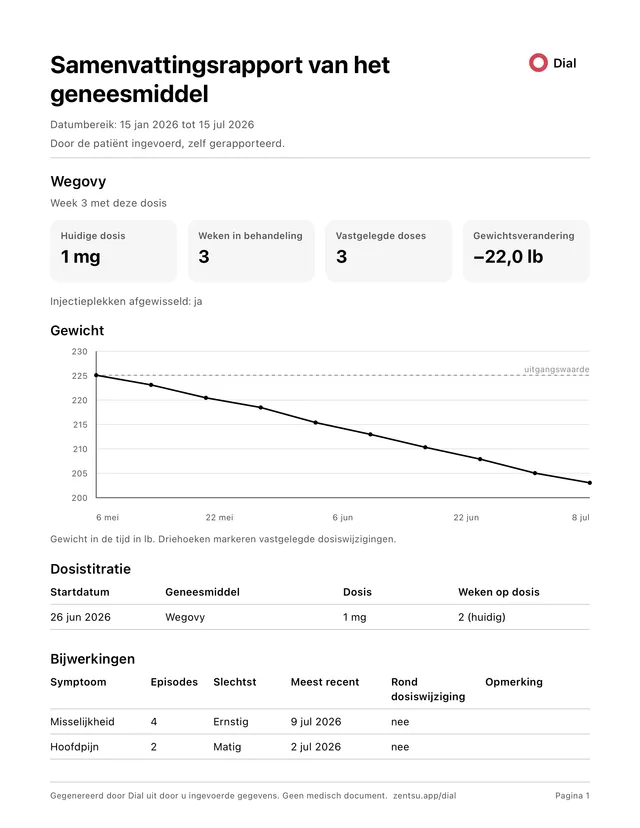 Samenvattingsrapport van het
geneesmiddel
Dial
Datumbereik: 15 jan 2026 tot 15 jul 2026
Door de patiënt ingevoerd, zelf gerapporteerd.
Wegovy
Week 3 met deze dosis
Huidige dosis Weken in behandeling Vastgelegde doses Gewichtsverandering
1 mg 3 3 −22,0 lb
Injectieplekken afgewisseld: ja
Gewicht
230
uitgangswaarde
225
220
215
210
205
200
6 mei 22 mei 6 jun 22 jun 8 jul
Gewicht in de tijd in lb. Driehoeken markeren vastgelegde dosiswijzigingen.
Dosistitratie
Startdatum Geneesmiddel Dosis Weken op dosis
26 jun 2026 Wegovy 1 mg 2 (huidig)
Bijwerkingen
Symptoom Episodes Slechtst Meest recent Rond Opmerking
dosiswijziging
Misselijkheid 4 Ernstig 9 jul 2026 nee
Hoofdpijn 2 Matig 2 jul 2026 nee
Gegenereerd door Dial uit door u ingevoerde gegevens. Geen medisch document. zentsu.app/dial Pagina 1